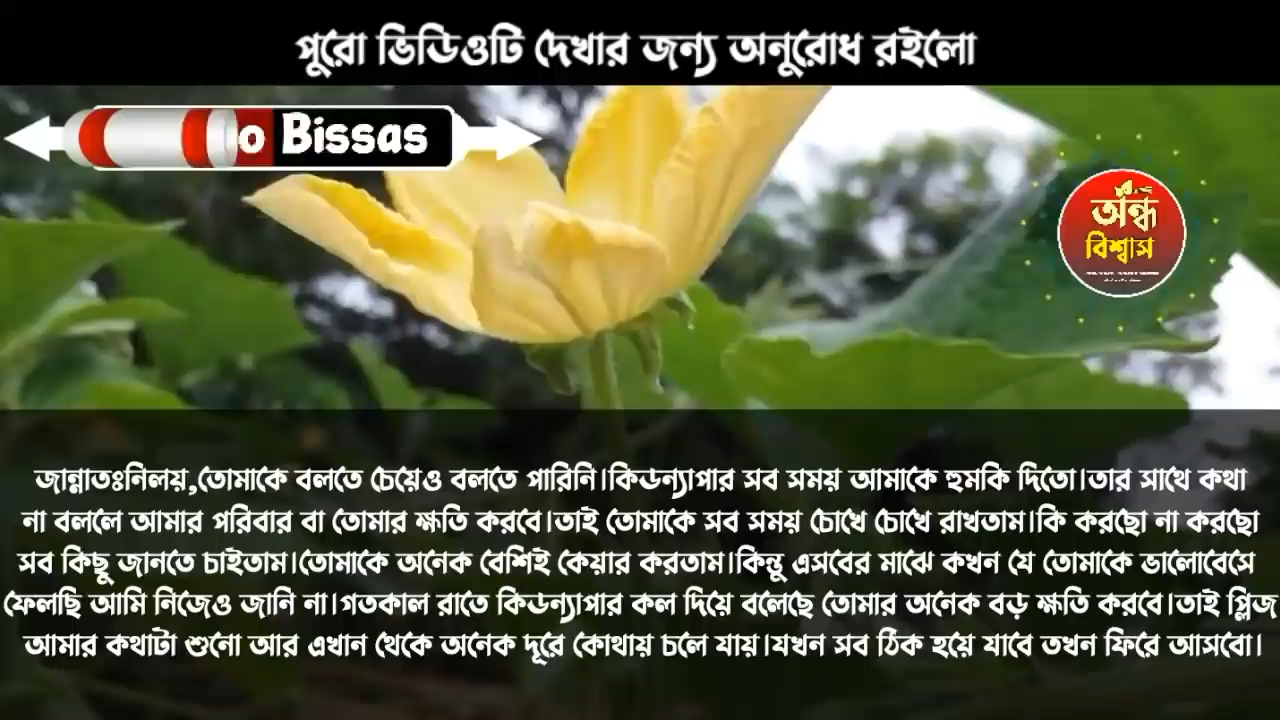 পুরো ভিডিওটি দেখার জন্য অনুরোধ রইলো
o Bissas
অন্ধ
বিশ্বাস
জান্নাতঃনিলয়,তোমাকে বলতে চেয়েও বলতে পারিনি।কিডন্যাপার সব সময় আমাকে হুমকি দিতো।তার সাথে কথা
না বললে আমার পরিবার বা তোমার ক্ষতি করবে।তাই তোমাকে সব সময় চোখে চোখে রাখতাম।কি করছো না করছো
সব কিছু জানতে চাইতাম।তোমাকে অনেক বেশিই কেয়ার করতাম।কিন্তু এসবের মাঝে কখন যে তোমাকে ভালোবেসে
ফেলছি আমি নিজেও জানি না।গতকাল রাতে কিডন্যাপার কল দিয়ে বলেছে তোমার অনেক বড় ক্ষতি করবে।তাই প্লিজ
আমার কথাটা শুনো আর এখান থেকে অনেক দূরে কোথায় চলে যায়।যখন সব ঠিক হয়ে যাবে তখন ফিরে আসবো।